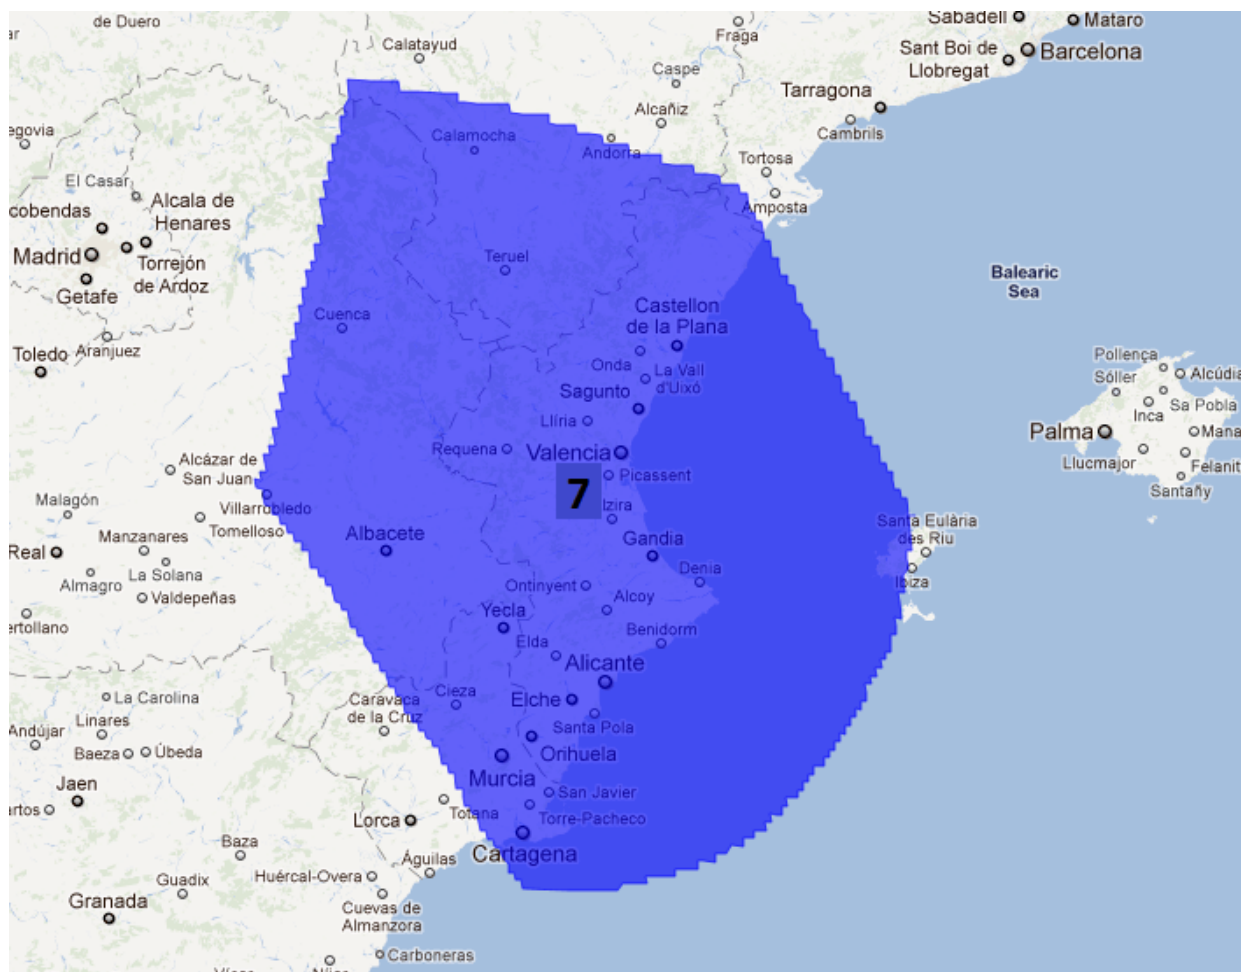 de Duero
ar
Calatayud
Fraga
Sabadell
Mataro
Sant Boi de
Llobregat
Barcelona
Caspe
Tarragona
Alcañiz
Cambrils
egovia
Calamocha
Andorra
Tortosa
El Casar
Amposta
cobendas
Alcala de
Henares
Madrid
Torrejón
de Ardoz
Getafe
Teruel
Balearic
Sea
Cuenca
Castellon
de la Plana
Toledo
Aranjuez
Onda
La Vall
d'Uixó
Pollença
Alcúdia
Sóller
Sagunto
Inca
Sa Pobla
Llíria
Palma
Mana
Requena
Valencia
Llucmajor
Felanit
Alcázar de
San Juan
Picassent
Santañy
Malagón
7
Villarrobledo
lzira
Tomelloso
Santa Eulària
des Riu
Real
Manzanares
Albacete
Gandia
La Solana
Almagro
Denia
Ibiza
Valdepeñas
Ontinyent
Alcoy
ertollano
Yecla
Benidorm
Elda
Alicante
La Carolina
Caravaca
de la Cruz
Cieza
Elche
Linares
Santa Pola
Andújar
Baeza
Úbeda
Orihuela
Murcia
Jaen
San Javier
artos
Totana
Torre-Pacheco
Lorca
Baza
Cartagena
Águilas
Guadix
Huércal-Overa
Granada
Cuevas de
Almanzora
Carboneras